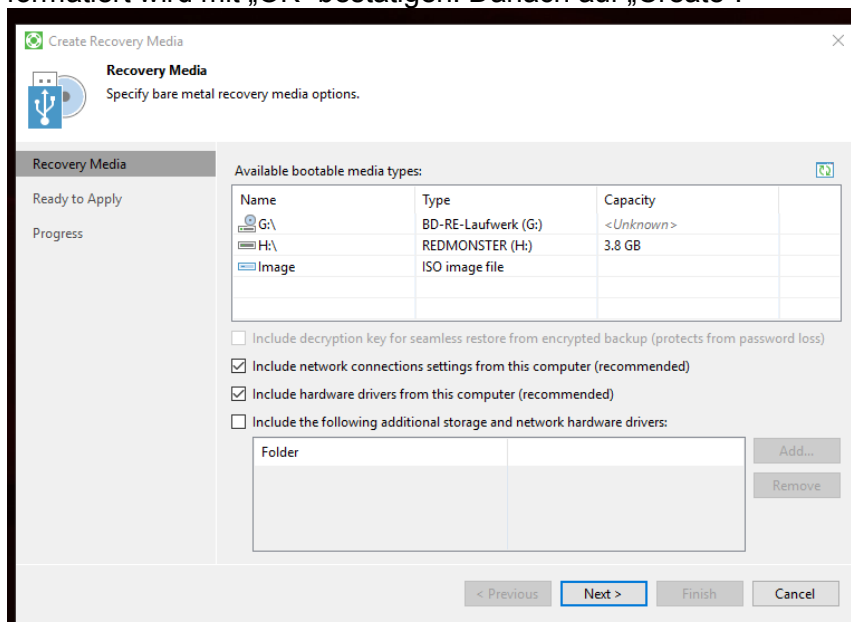 formatiert wird mit „OK“ bestätigen. Danach auf „Create“.
Create Recovery Media
Recovery Media
Specify bare metal recovery media options.
Recovery Media
Ready to Apply
Progress
Available bootable media types:
Name Type Capacity
G:\ BD-RE-Laufwerk (G:) <Unknown>
H:\ REDMONSTER (H:) 3.8 GB
Image ISO image file
Include decryption key for seamless restore from encrypted backup (protects from password loss)
Include network connections settings from this computer (recommended)
Include hardware drivers from this computer (recommended)
Include the following additional storage and network hardware drivers:
Folder
Add...
Remove
< Previous Next > Finish Cancel